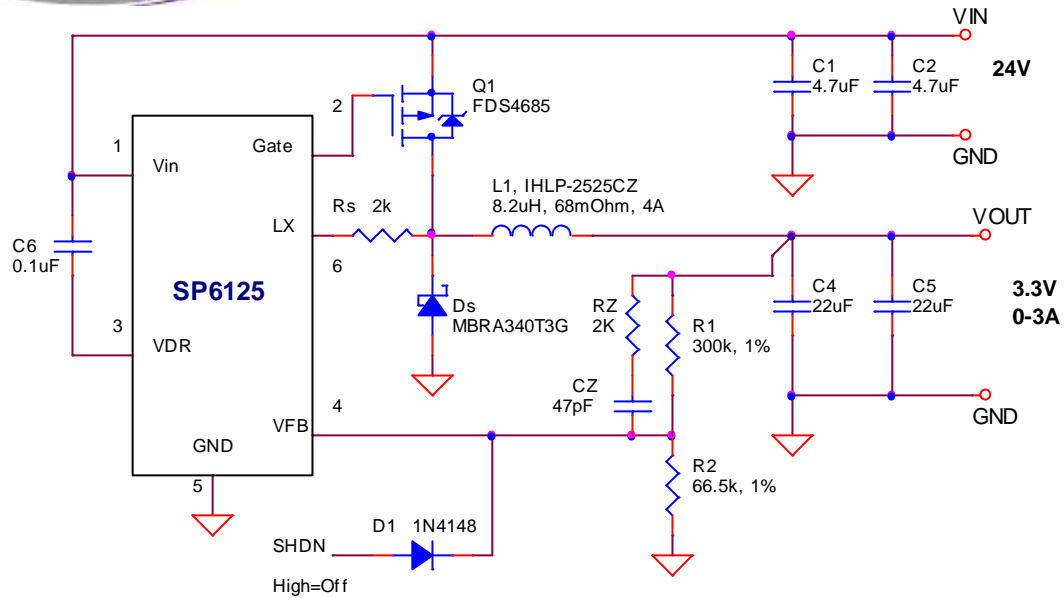 VIN
24V
C1
4.7uF
C2
4.7uF
GND
Q1
FDS4685
2
1
Gate
Vin
L1, IHLP-2525CZ
8.2uH, 68mOhm, 4A
Rs 2k
LX
VOUT
C6
0.1uF
6
SP6125
3.3V
0-3A
C4
22uF
C5
22uF
Ds
MBRA340T3G
RZ
2K
R1
300k, 1%
3
VDR
CZ
47pF
4
VFB
GND
GND
5
R2
66.5k, 1%
D1 1N4148
SHDN
High=Off